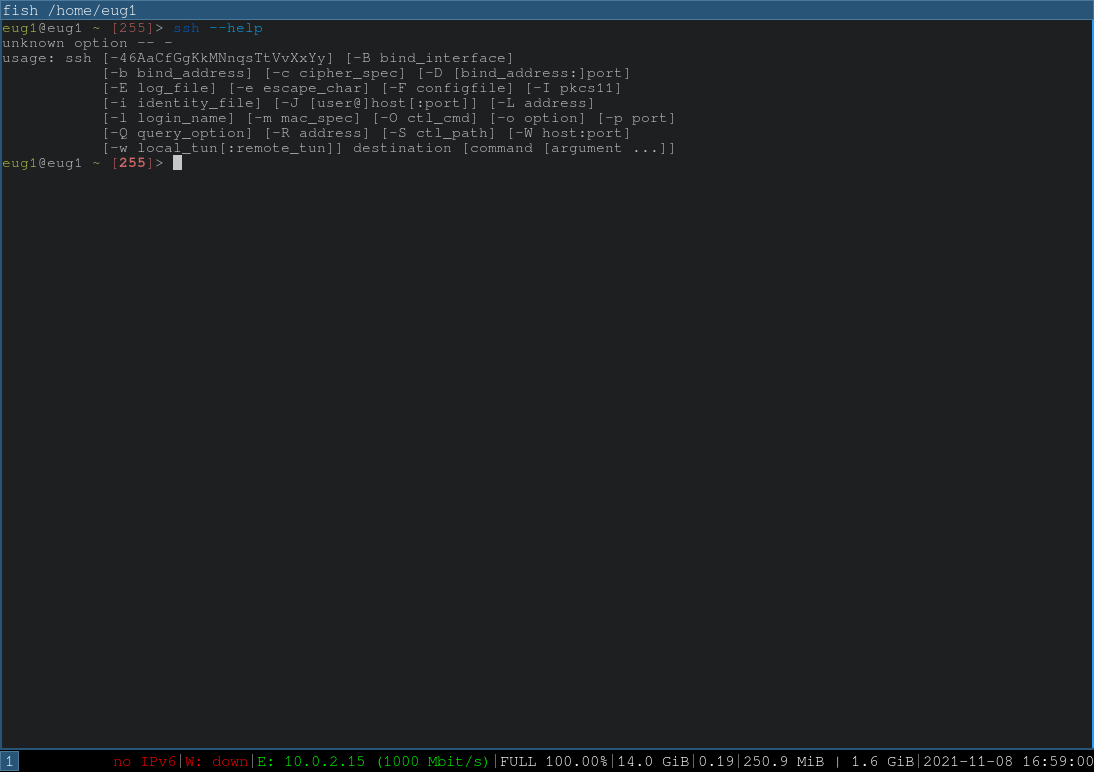 fish /home/eug1
eug1@eug1 ~ [255]> ssh --help
unknown option -- -
usage: ssh [-46AaCfGgKkMNnqsTtVvXxYy] [-B bind_interface]
           [-b bind_address] [-c cipher_spec] [-D [bind_address:]port]
           [-E log_file] [-e escape_char] [-F configfile] [-I pkcs11]
           [-i identity_file] [-J [user@]host[:port]] [-L address]
           [-l login_name] [-m mac_spec] [-O ctl_cmd] [-o option] [-p port]
           [-Q query_option] [-R address] [-S ctl_path] [-W host:port]
           [-w local_tun[:remote_tun]] destination [command [argument ...]]
eug1@eug1 ~ [255]>
1 no IPv6|W: down|E: 10.0.2.15 (1000 Mbit/s)|FULL 100.00%|14.0 GiB|0.19|250.9 MiB | 1.6 GiB|2021-11-08 16:59:00